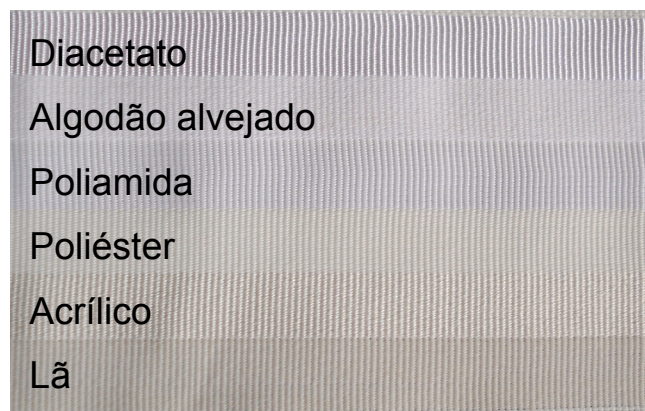 Diacetato
Algodão alvejado
Poliamida
Poliéster
Acrílico
Lã